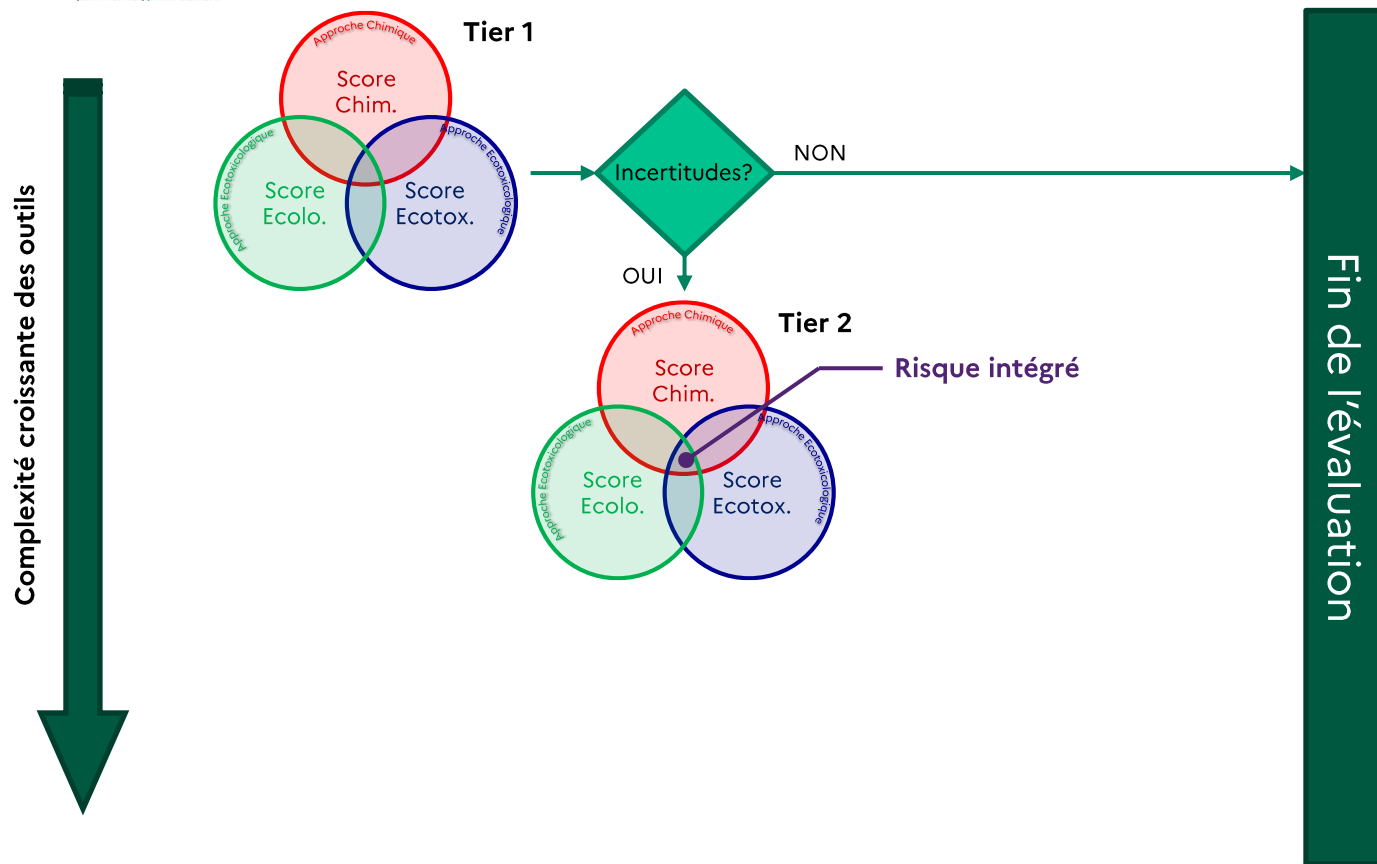 Approche Chimique
Tier 1
Score
Chim.
Approche Ecotoxicologique
Approche Ecotoxicologique
Score
Ecolo.
Score
Ecotox.
Incertitudes?
NON
OUI
Approche Chimique
Tier 2
Score
Chim.
Risque intégré
Approche Ecotoxicologique
Approche Ecotoxicologique
Score
Ecolo.
Score
Ecotox.
Complexité croissante des outils
Fin de l’évaluation